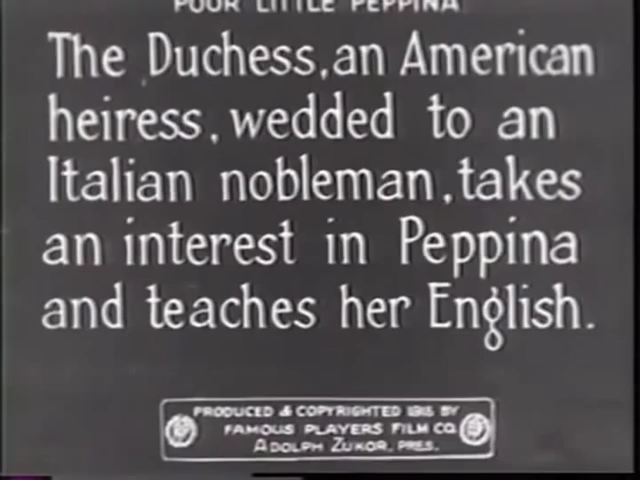 POOR LITTLE PEPPINA
The Duchess, an American
heiress, wedded to an
Italian nobleman, takes
an interest in Peppina
and teaches her English.
PRODUCED & COPYRIGHTED 1916 BY
FAMOUS PLAYERS FILM CO.
ADOLPH ZUKOR, PRES.